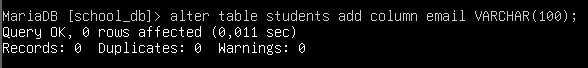 MariaDB [school_db]> alter table students add column email VARCHAR(100);
Query OK, 0 rows affected (0,011 sec)
Records: 0  Duplicates: 0  Warnings: 0